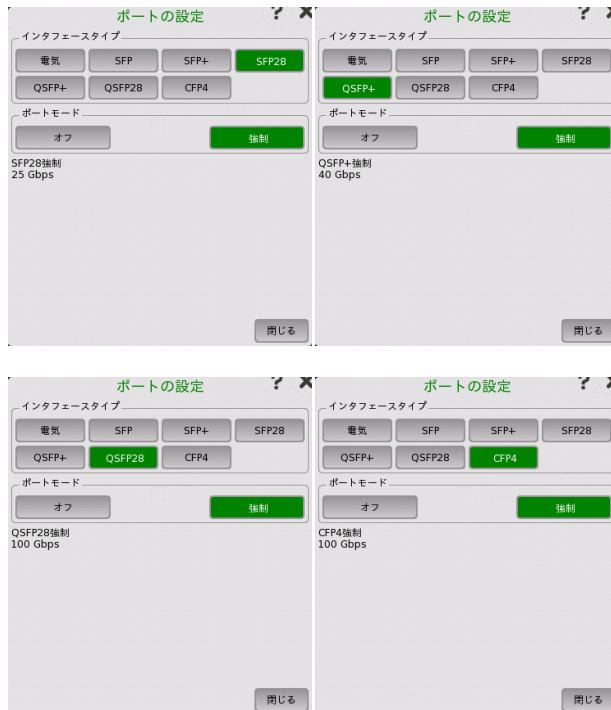 ポートの設定 ? ×
インタフェースタイプ
電気 SFP SFP+ SFP28
QSFP+ QSFP28 CFP4
ポートモード
オフ 強制
SFP28強制
25 Gbps
閉じる
ポートの設定 ?
インタフェースタイプ
電気 SFP SFP+ SFP28
QSFP+ QSFP28 CFP4
ポートモード
オフ 強制
QSFP+強制
40 Gbps
閉じる
ポートの設定 ? ×
インタフェースタイプ
電気 SFP SFP+ SFP28
QSFP+ QSFP28 CFP4
ポートモード
オフ 強制
QSFP28強制
100 Gbps
閉じる
ポートの設定 ?
インタフェースタイプ
電気 SFP SFP+ SFP28
QSFP+ QSFP28 CFP4
ポートモード
オフ 強制
CFP4強制
100 Gbps
閉じる